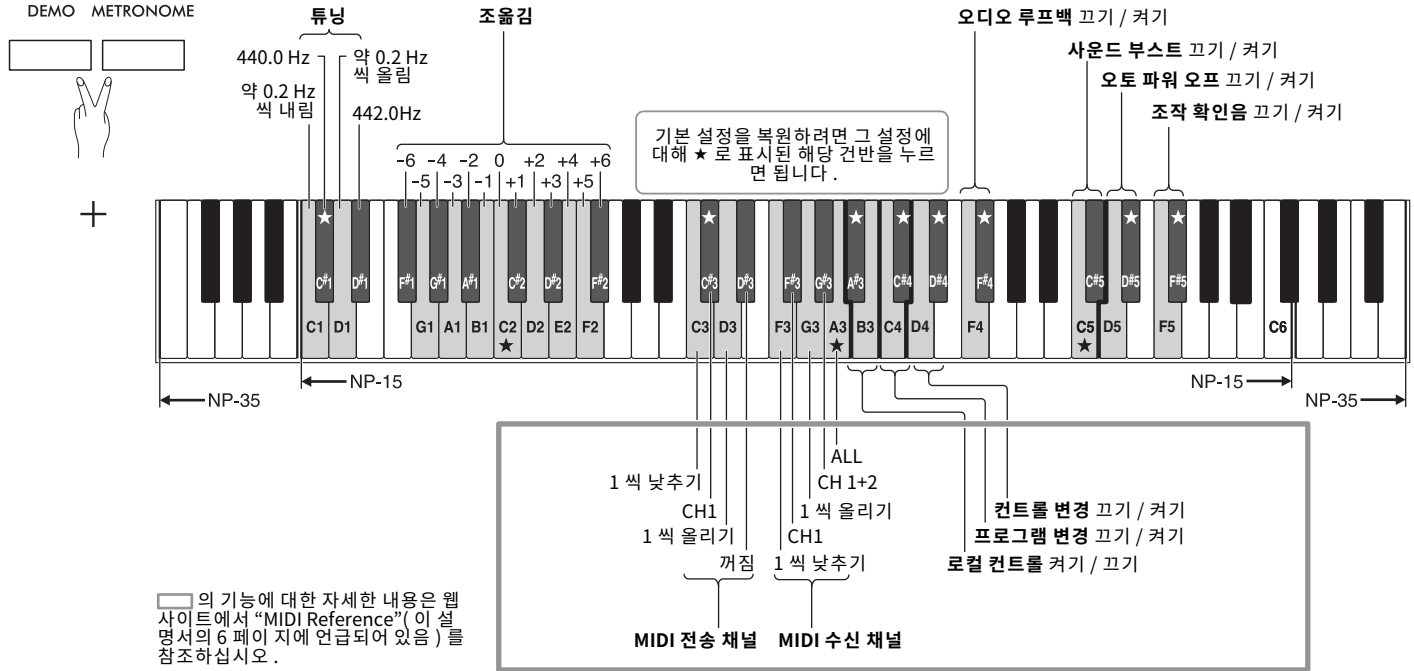 DEMO METRONOME
튜닝
조옮김
오디오 루프백 끄기 / 켜기
440.0 Hz
약 0.2 Hz
씩 올림
사운드 부스트 끄기 / 켜기
약 0.2 Hz
씩 내림
442.0Hz
오토 파워 오프 끄기 / 켜기
조작 확인음 끄기 / 켜기
기본 설정을 복원하려면 그 설정에
대해 ★ 로 표시된 해당 건반을 누르
면 됩니다 .
−6 −4 −2 0 +2 +4 +6
−5 −3 −1 +1 +3 +5
+
★ ★ ★ ★ ★ ★ ★ ★
C#1 D#1 F#1 G#1 A#1 C#2 D#2 F#2 C#3 D#3 F#3 G#3 A#3 C#4 D#4 F#4 C#5 D#5 F#5
C1 D1 G1 A1 B1 C2 D2 E2 F2 C3 D3 F3 G3 A3 B3 C4 D4 F4 C5 D5 F5 C6
★ ★ ★
NP-15 NP-15
NP-35 NP-35
ALL
1 씩 낮추기 CH 1+2
CH1 1 씩 올리기 컨트롤 변경 끄기 / 켜기
1 씩 올리기 CH1 프로그램 변경 끄기 / 켜기
꺼짐 1 씩 낮추기 로컬 컨트롤 켜기 / 끄기
MIDI 전송 채널 MIDI 수신 채널
의 기능에 대한 자세한 내용은 웹
사이트에서 “MIDI Reference”( 이 설
명서의 6 페이 지에 언급되어 있음 ) 를
참조하십시오 .